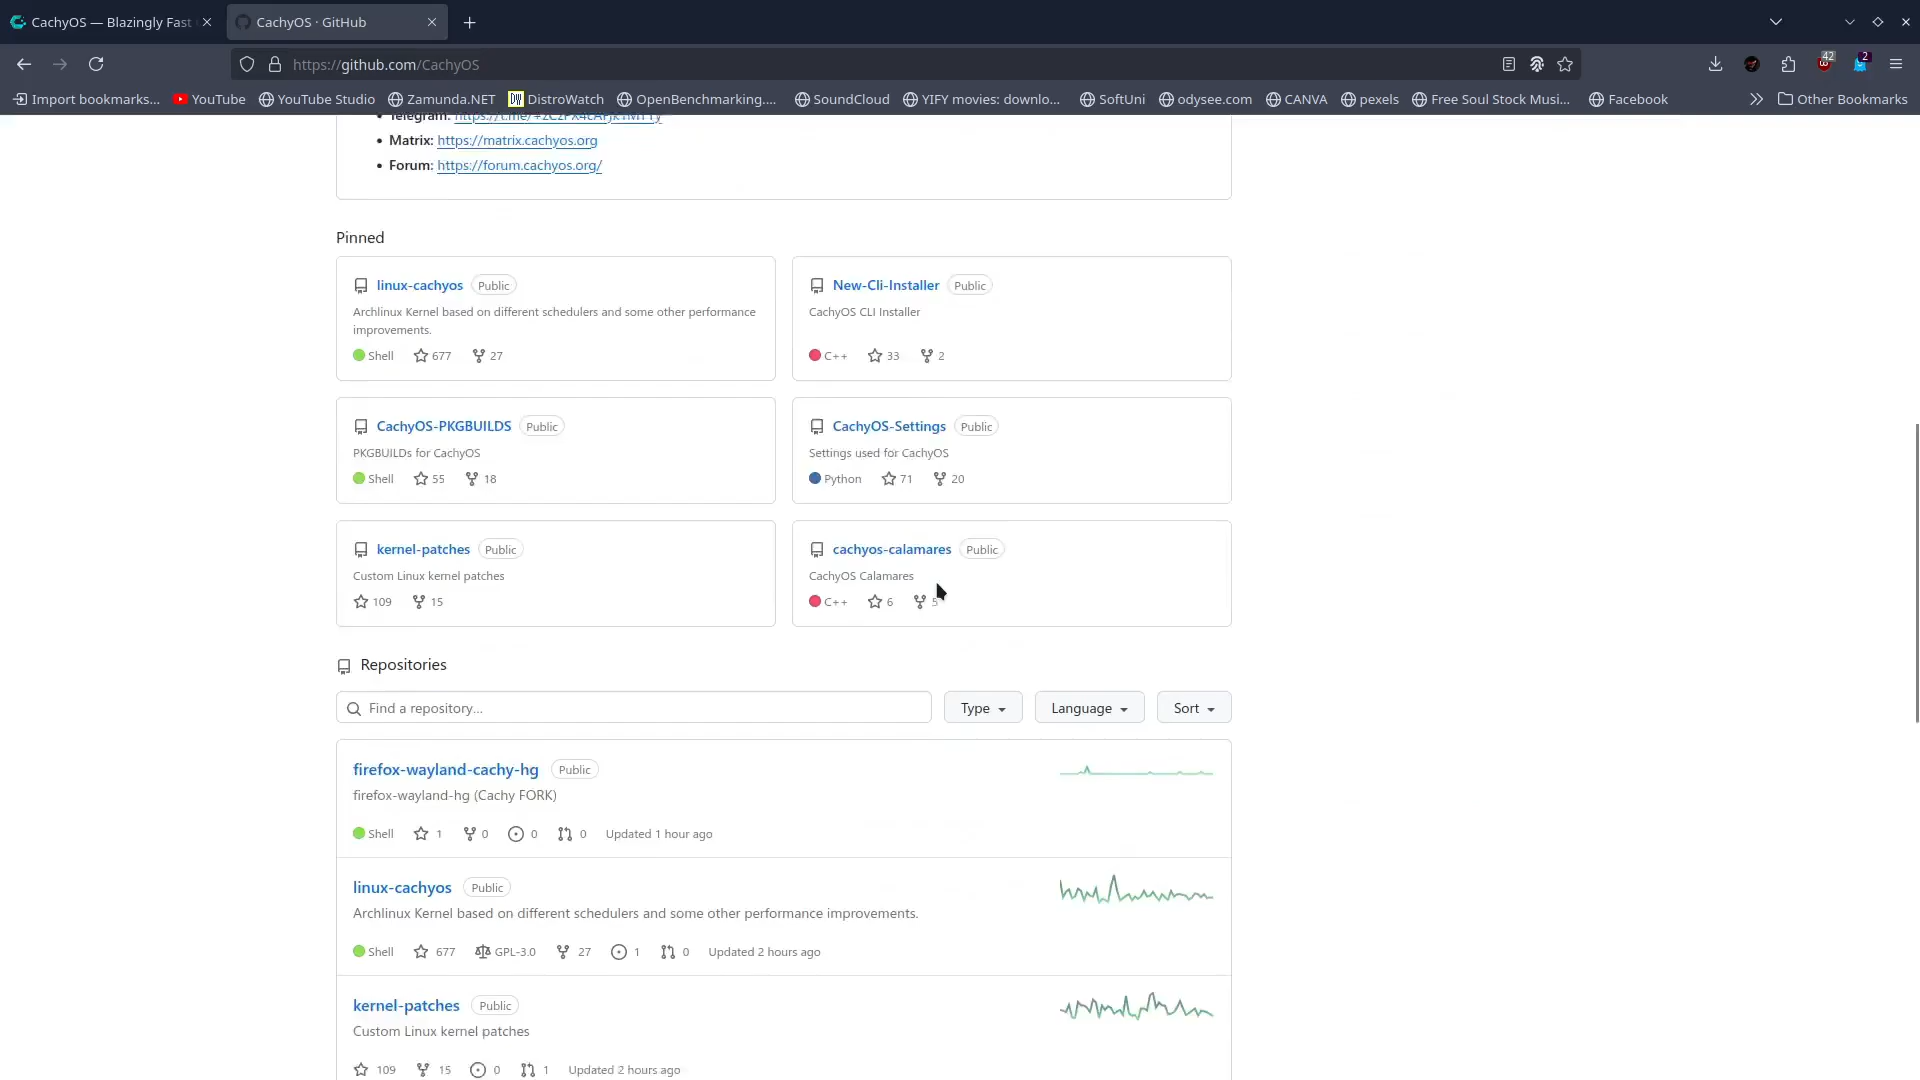 CachyOS — Blazingly Fast
CachyOS · GitHub
https://github.com/CachyOS
42
2
Import bookmarks...
YouTube
YouTube Studio
Zamunda.NET
DW
DistroWatch
OpenBenchmarking....
SoundCloud
YIFY movies: downlo...
SoftUni
odysee.com
CANVA
pexels
Free Soul Stock Musi...
Facebook
Other Bookmarks
Telegram:
Matrix: https://matrix.cachyos.org
Forum: https://forum.cachyos.org/
Pinned
linux-cachyos Public
Archlinux Kernel based on different schedulers and some other performance
improvements.
Shell 677 27
New-Cli-Installer Public
CachyOS CLI Installer
C++ 33 2
CachyOS-PKGBUILDS Public
PKGBUILDs for CachyOS
Shell 55 18
CachyOS-Settings Public
Settings used for CachyOS
Python 71 20
kernel-patches Public
Custom Linux kernel patches
109 15
cachyos-calamares Public
CachyOS Calamares
C++ 6 5
Repositories
Find a repository...
Type
Language
Sort
firefox-wayland-cachy-hg Public
firefox-wayland-hg (Cachy FORK)
Shell 1 0 0 0 Updated 1 hour ago
linux-cachyos Public
Archlinux Kernel based on different schedulers and some other performance improvements.
Shell 677 GPL-3.0 27 1 0 Updated 2 hours ago
kernel-patches Public
Custom Linux kernel patches
109 15 0 1 Updated 2 hours ago